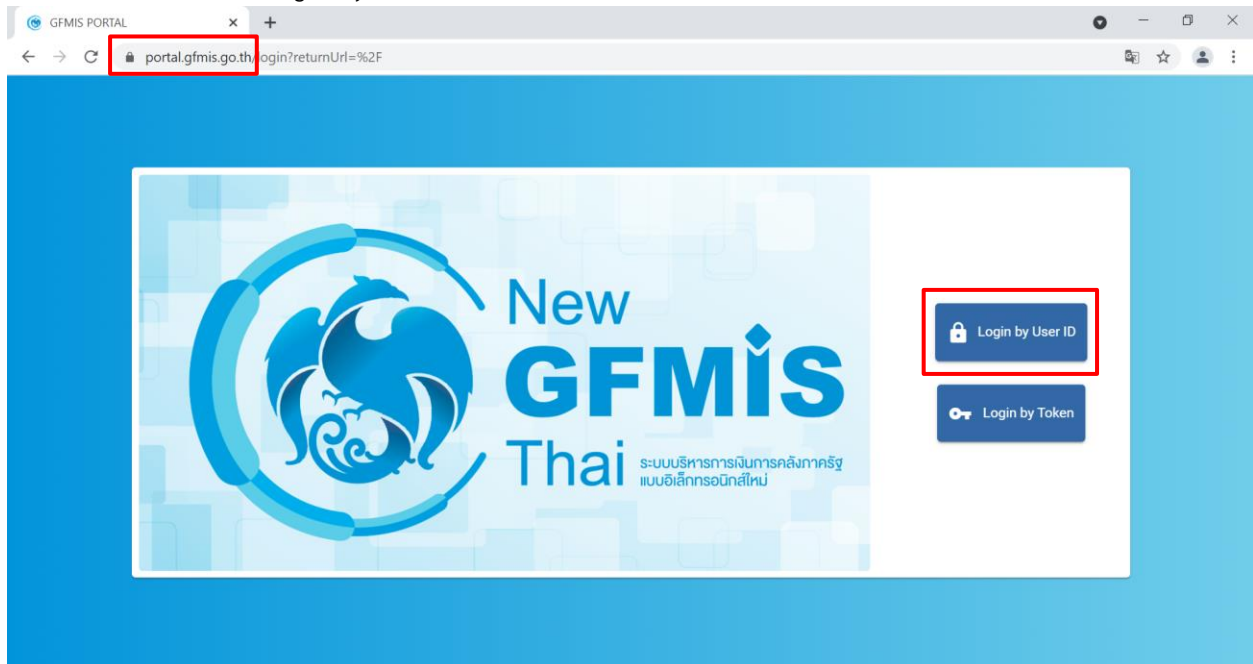 GFMIS PORTAL
portal.gfmis.go.th/login?returnUrl=%2F
New
GFMIS
Thai
ระบบบริหารการเงินการคลังภาครัฐ
แบบอิเล็กทรอนิกส์ใหม่
Login by User ID
Login by Token